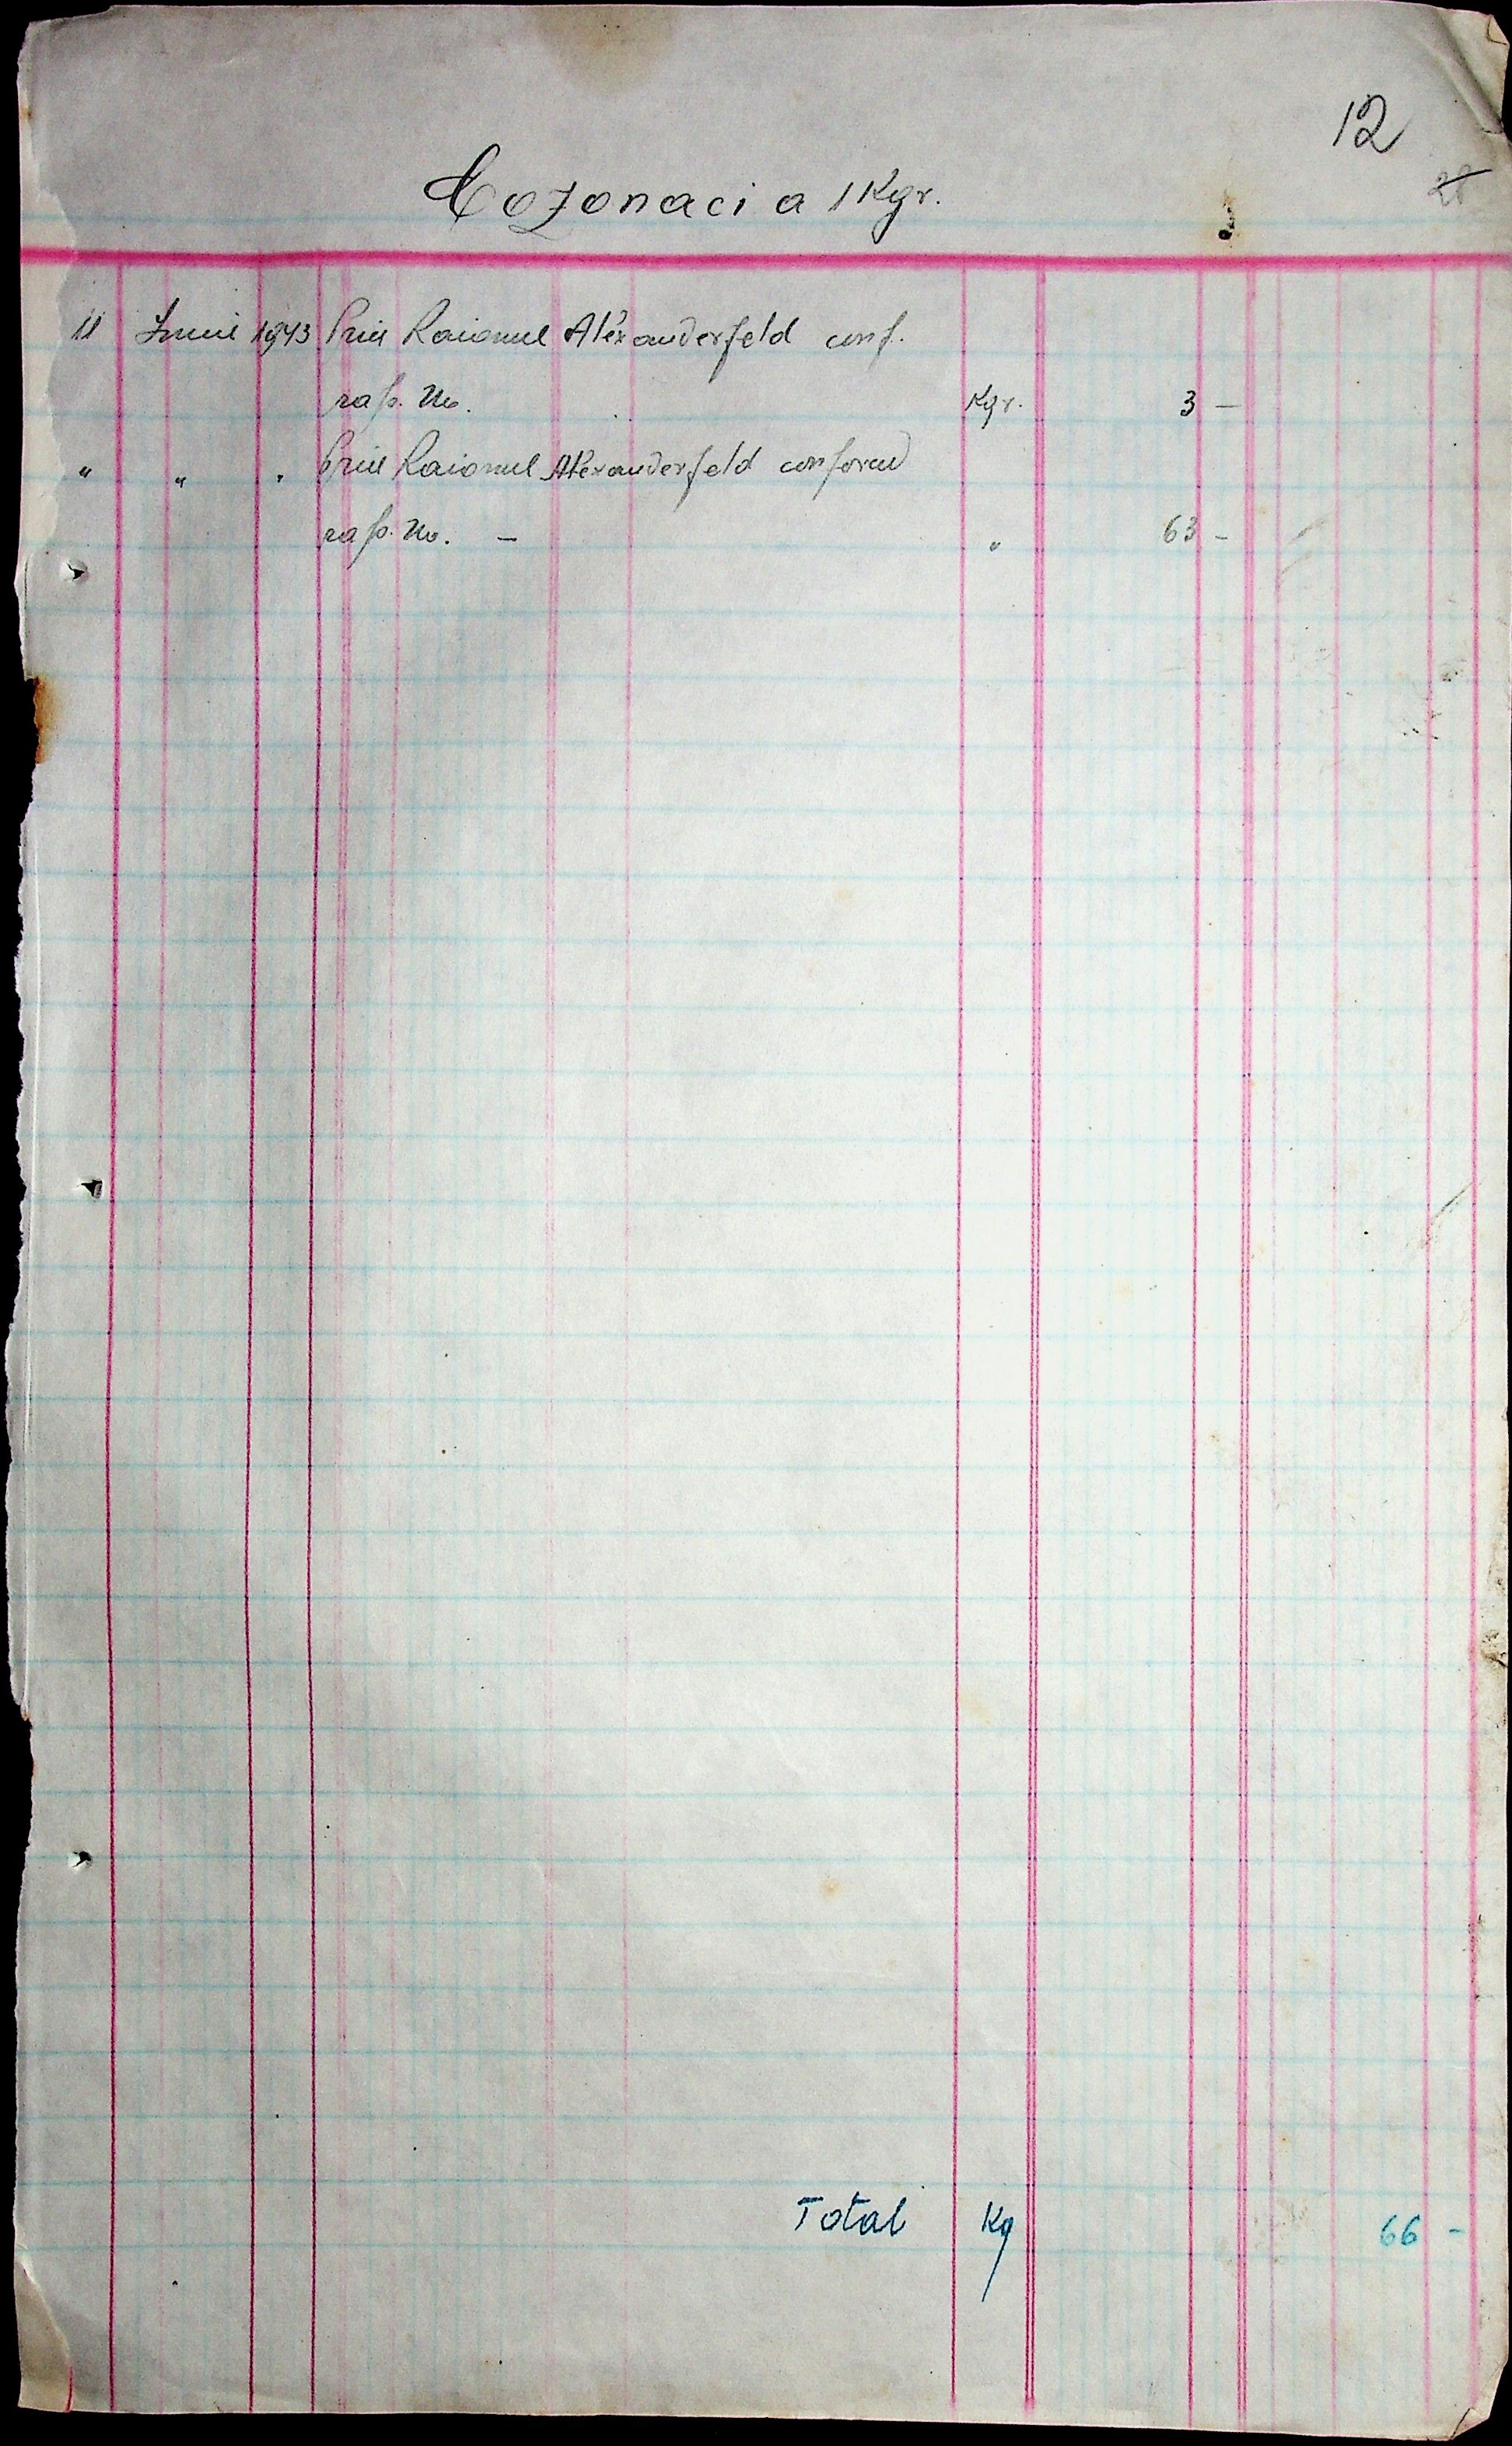 12
28
Cozonaci a 1 Kgr.
11 Iunie 1943 Prin Raionul Alexanderfeld conf.
rap. No. Kgr. 3 —
" " " Prin Raionul Alexanderfeld conform
rap. No. — " 63 -
Total Kg 66 -